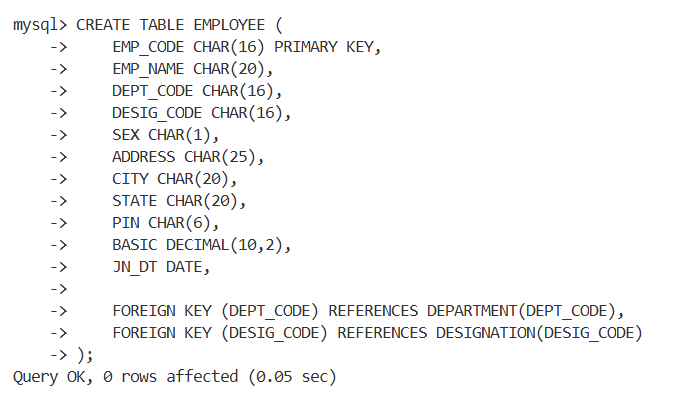 mysql> CREATE TABLE EMPLOYEE (
    ->     EMP_CODE CHAR(16) PRIMARY KEY,
    ->     EMP_NAME CHAR(20),
    ->     DEPT_CODE CHAR(16),
    ->     DESIG_CODE CHAR(16),
    ->     SEX CHAR(1),
    ->     ADDRESS CHAR(25),
    ->     CITY CHAR(20),
    ->     STATE CHAR(20),
    ->     PIN CHAR(6),
    ->     BASIC DECIMAL(10,2),
    ->     JN_DT DATE,
    ->
    ->     FOREIGN KEY (DEPT_CODE) REFERENCES DEPARTMENT(DEPT_CODE),
    ->     FOREIGN KEY (DESIG_CODE) REFERENCES DESIGNATION(DESIG_CODE)
    -> );
Query OK, 0 rows affected (0.05 sec)